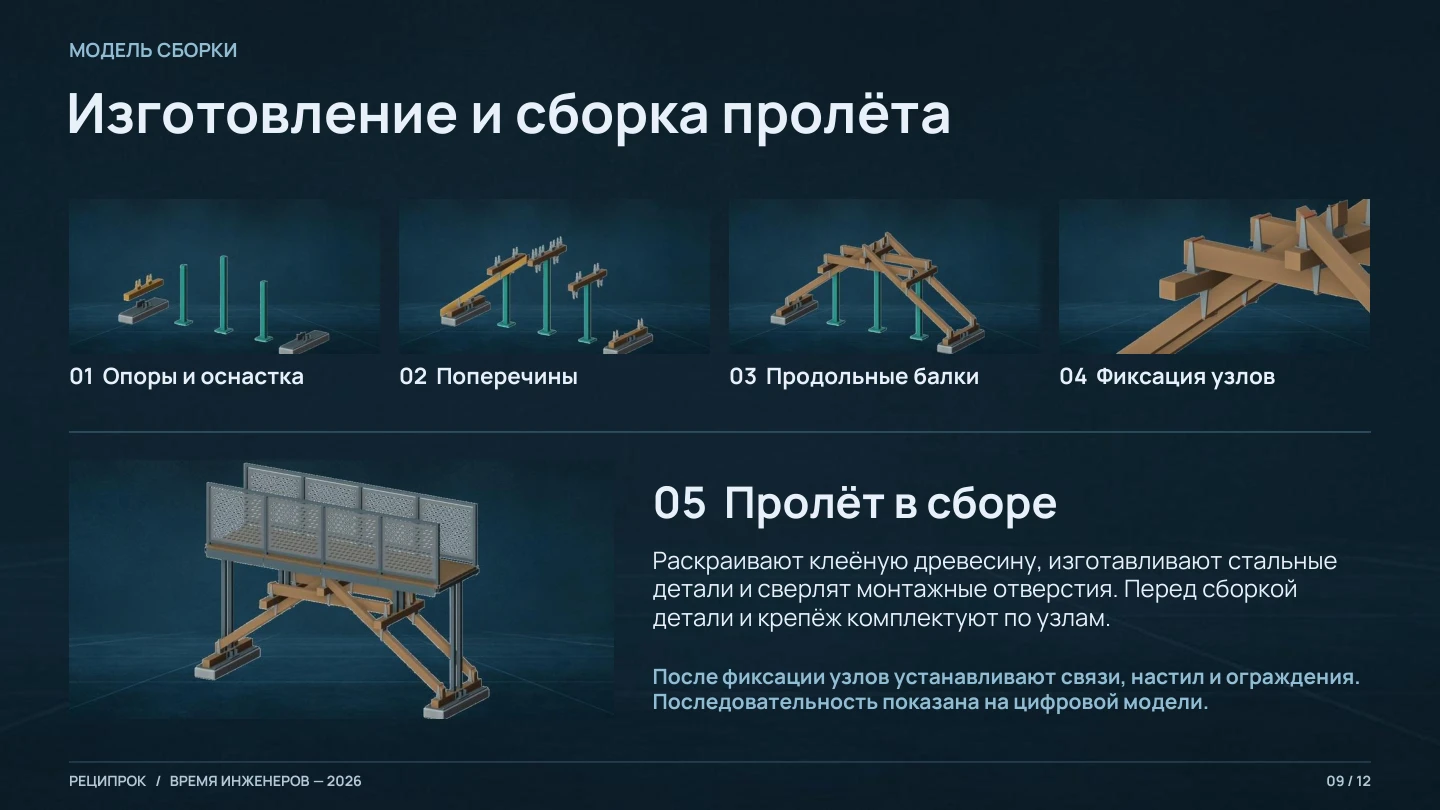 МОДЕЛЬ СБОРКИ
Изготовление и сборка пролёта
01 Опоры и оснастка
02 Поперечины
03 Продольные балки
04 Фиксация узлов
05 Пролёт в сборе
Раскраивают клеёную древесину, изготавливают стальные
детали и сверлят монтажные отверстия. Перед сборкой
детали и крепёж комплектуют по узлам.
После фиксации узлов устанавливают связи, настил и ограждения.
Последовательность показана на цифровой модели.
РЕЦИПРОК / ВРЕМЯ ИНЖЕНЕРОВ — 2026
09 / 12